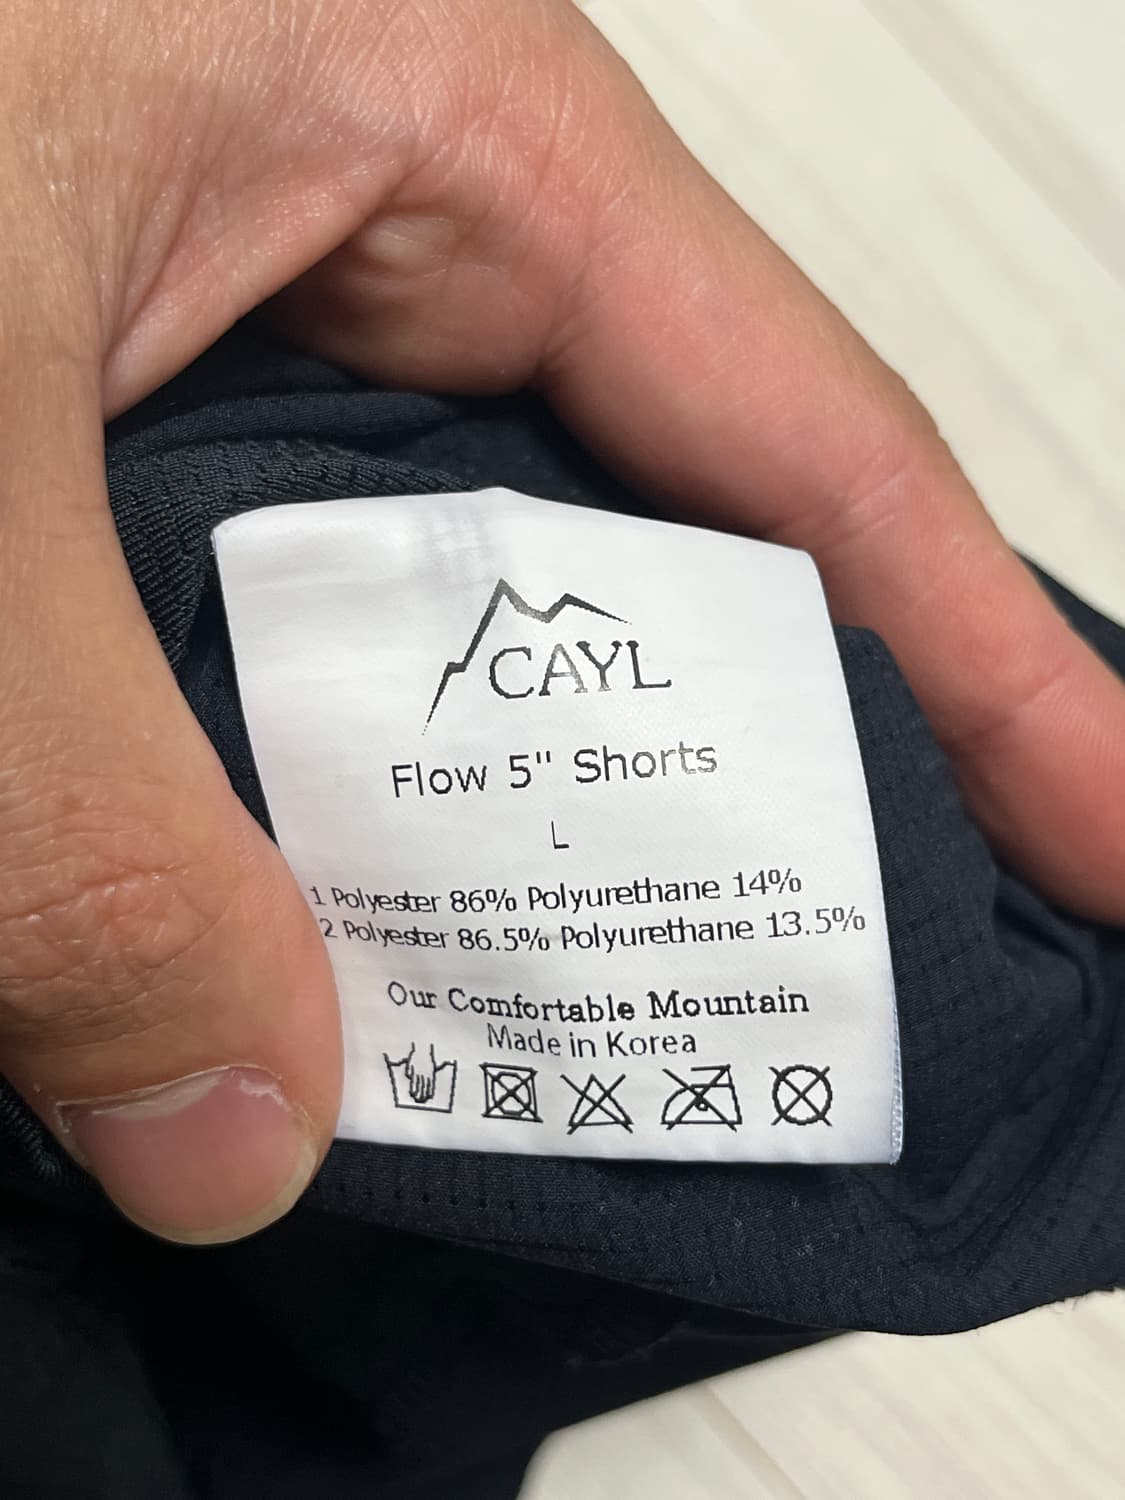 CAYL
Flow 5" Shorts
L
1 Polyester 86% Polyurethane 14%
2 Polyester 86.5% Polyurethane 13.5%
Our Comfortable Mountain
Made in Korea